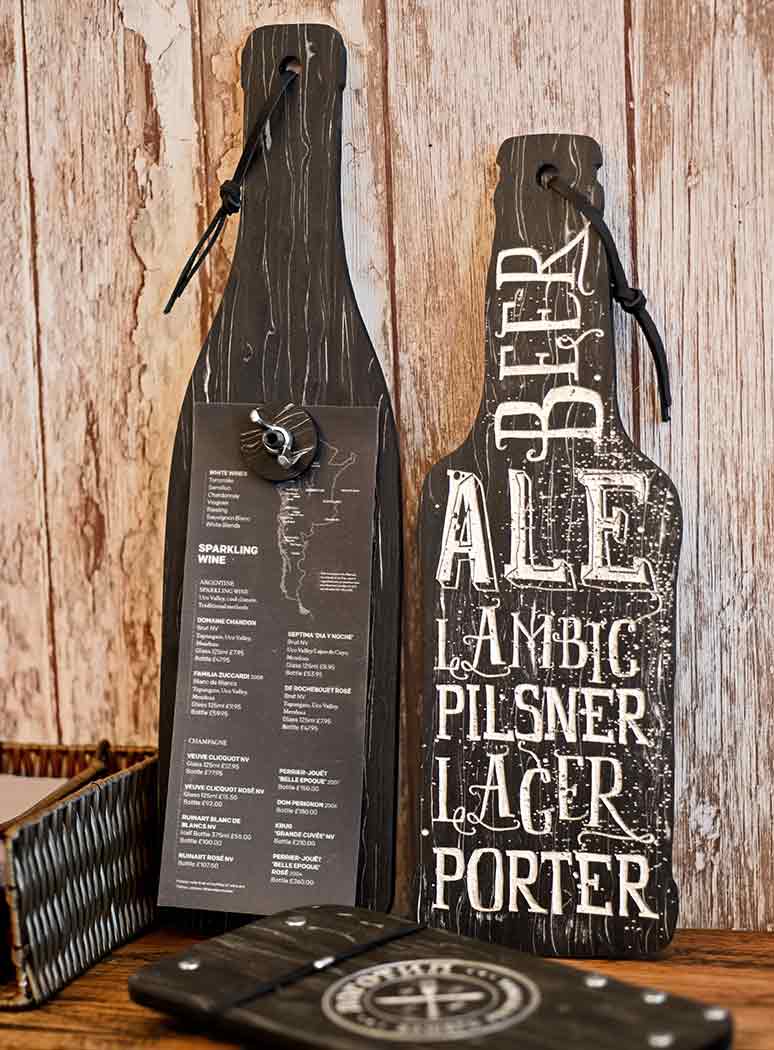 WHITE WINES
Torrontés
Semillon
Chardonnay
Viognier
Riesling
Sauvignon Blanc
White Blends
SPARKLING
WINE
ARGENTINE
SPARKLING WINE
Uco Valley, cool climate.
Traditional methods
DOMAINE CHANDON
Brut NV
Tupungato, Uco Valley,
Mendoza
Glass 125ml £7.95
Bottle £47.95
FAMILIA ZUCCARDI 2008
Blanc de Blancs
Tupungato, Uco Valley,
Mendoza
Glass 125ml £9.95
Bottle £59.95
SEPTIMA 'DIA Y NOCHE'
Brut NV
Uco Valley/Lujan de Cuyo,
Mendoza
Glass 125ml £8.95
Bottle £53.95
DE ROCHEBOUET ROSÉ
Brut NV
Tupungato, Uco Valley,
Mendoza
Glass 125ml £7.95
Bottle £47.95
CHAMPAGNE
VEUVE CLICQUOT NV
Glass 125ml £12.95
Bottle £77.95
VEUVE CLICQUOT ROSÉ NV
Glass 125ml £15.50
Bottle £92.00
RUINART BLANC DE
BLANCS NV
Half Bottle 375ml £55.00
Bottle £100.00
RUINART ROSÉ NV
Bottle £107.50
PERRIER-JOUËT
'BELLE EPOQUE' 2007
Bottle £150.00
DOM PERIGNON 2004
Bottle £180.00
KRUG
'GRANDE CUVÉE' NV
Bottle £210.00
PERRIER-JOUËT
'BELLE EPOQUE'
ROSÉ 2004
Bottle £260.00
BEER
ALE
LAMBIC
PILSNER
LAGER
PORTER
ЛОГОТИП